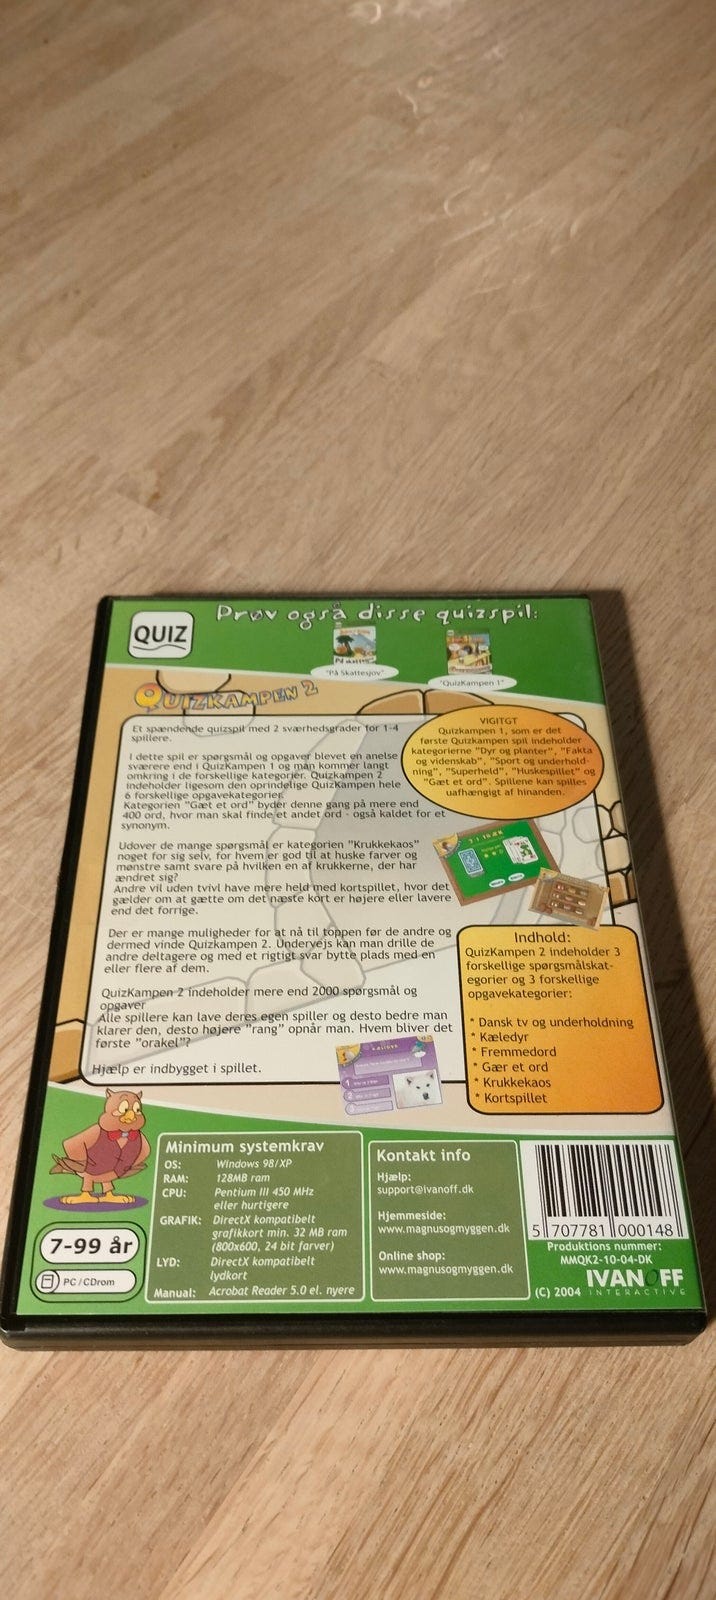 Prøv også disse quizspil:
QUIZ
"På Skattesjov"
"QuizKampen 1"
QUIZKAMPEN 2
Et spændende quizspil med 2 sværhedsgrader for 1-4
spillere.
I dette spil er spørgsmål og opgaver blevet en anelse
sværere end i QuizKampen 1 og man kommer langt
omkring i de forskellige kategorier. Quizkampen 2
indeholder ligesom den oprindelige QuizKampen hele
6 forskellige opgavekategorier.
Kategorien "Gæt et ord" byder denne gang på mere end
400 ord, hvor man skal finde et andet ord - også kaldet for et
synonym.
Udover de mange spørgsmål er kategorien "Krukkekaos"
noget for sig selv, for hvem er god til at huske farver og
mønstre samt svare på hvilken en af krukkerne, der har
ændret sig?
Andre vil uden tvivl have mere held med kortspillet, hvor det
gælder om at gætte om det næste kort er højere eller lavere
end det forrige.
Der er mange muligheder for at nå til toppen før de andre og
dermed vinde Quizkampen 2. Undervejs kan man drille de
andre deltagere og med et rigtigt svar bytte plads med en
eller flere af dem.
QuizKampen 2 indeholder mere end 2000 spørgsmål og
opgaver
Alle spillere kan lave deres egen spiller og desto bedre man
klarer den, desto højere "rang" opnår man. Hvem bliver det
første "orakel"?
Hjælp er indbygget i spillet.
VIGITGT
Quizkampen 1, som er det
første Quizkampen spil indeholder
kategorierne "Dyr og planter", "Fakta
og videnskab", "Sport og underhold-
ning", "Superheld", "Huskespillet" og
"Gæt et ord". Spillene kan spilles
uafhængigt af hinanden.
Indhold:
QuizKampen 2 indeholder 3
forskellige spørgsmålskat-
egorier og 3 forskellige
opgavekategorier:
* Dansk tv og underholdning
* Kæledyr
* Fremmedord
* Gær et ord
* Krukkekaos
* Kortspillet
7-99 år
PC/CDrom
Minimum systemkrav
OS: Windows 98/XP
RAM: 128MB ram
CPU: Pentium III 450 MHz
eller hurtigere
GRAFIK: DirectX kompatibelt
grafikkort min. 32 MB ram
(800x600, 24 bit farver)
LYD: DirectX kompatibelt
lydkort
Manual: Acrobat Reader 5.0 el. nyere
Kontakt info
Hjælp:
support@ivanoff.dk
Hjemmeside:
www.magnusogmyggen.dk
Online shop:
www.magnusogmyggen.dk
5 707781 000148
Produktions nummer:
MMQK2-10-04-DK
(C) 2004 IVANOFF
INTERACTIVE